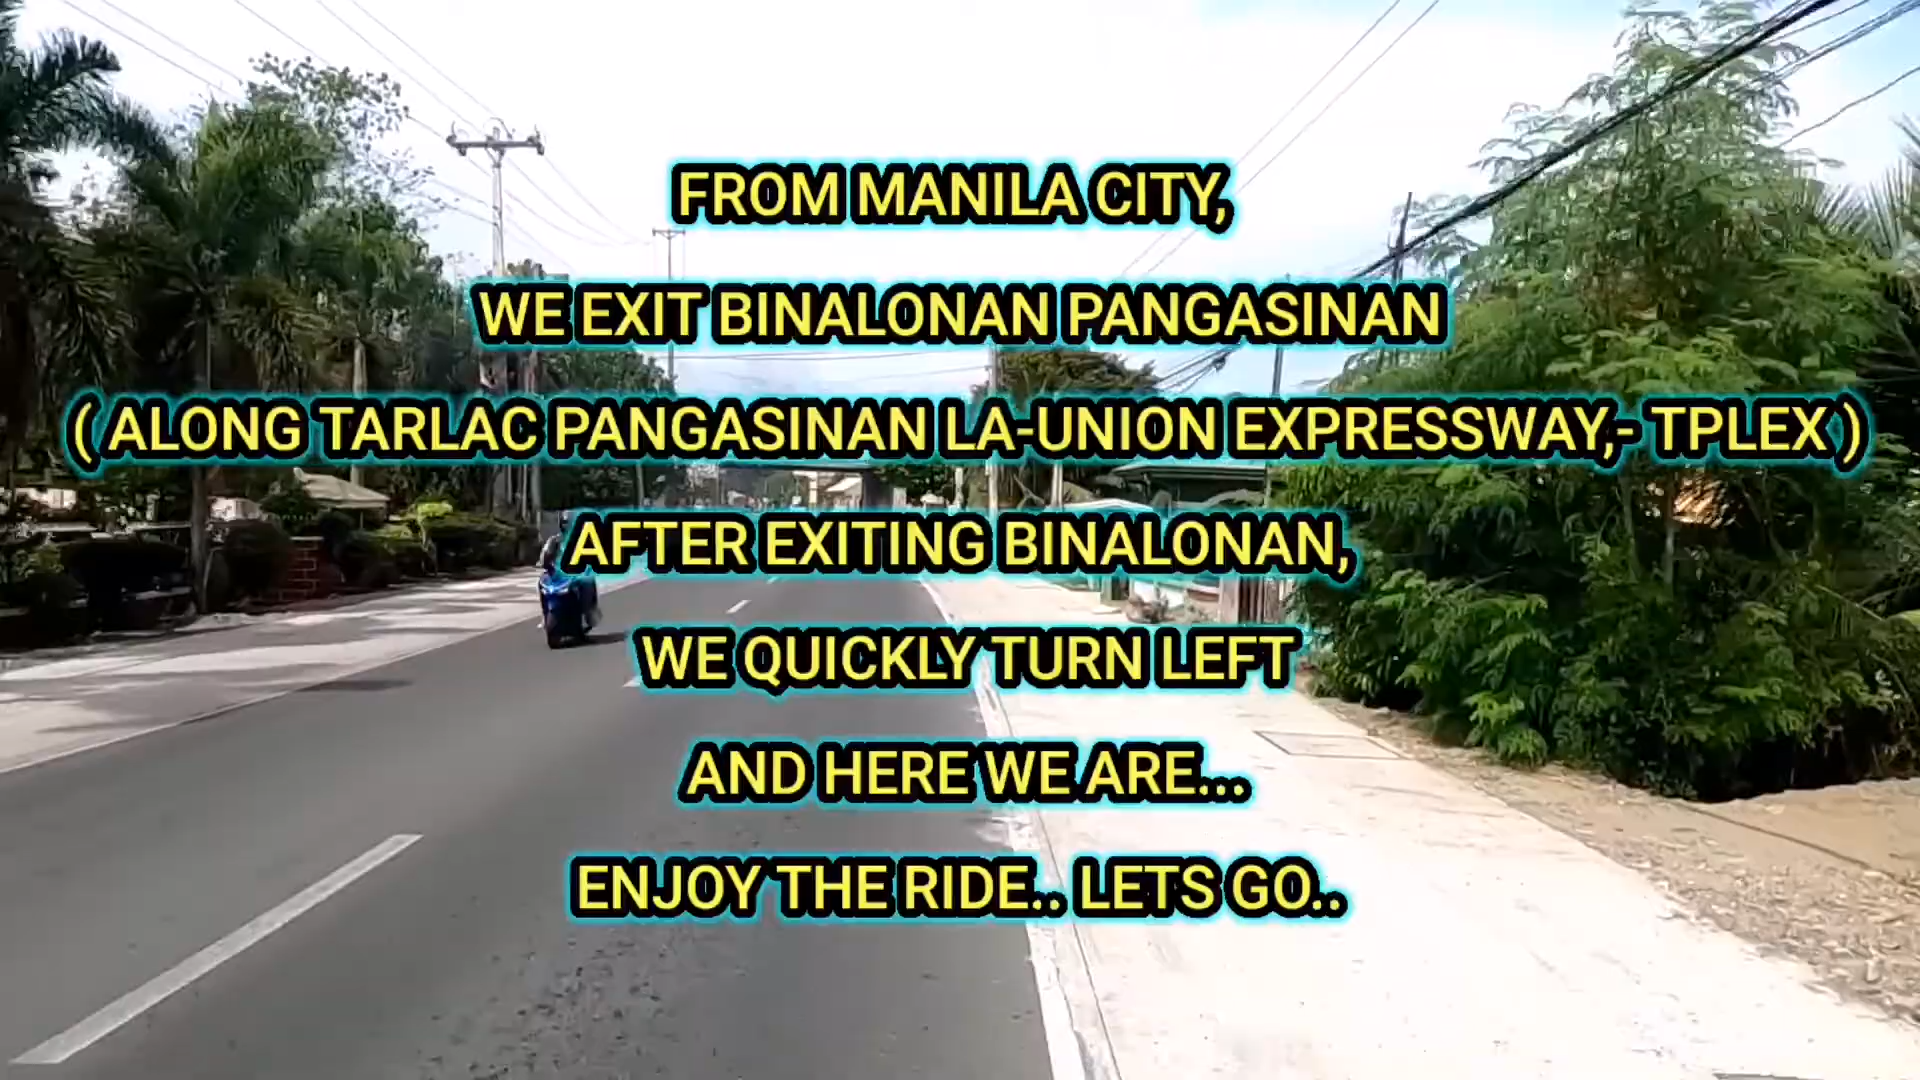 FROM MANILA CITY,
WE EXIT BINALONAN PANGASINAN
( ALONG TARLAC PANGASINAN LA-UNION EXPRESSWAY,- TPLEX )
AFTER EXITING BINALONAN,
WE QUICKLY TURN LEFT
AND HERE WE ARE...
ENJOY THE RIDE.. LETS GO..